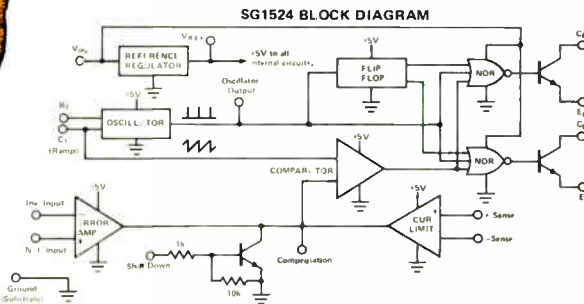 SG1524 BLOCK DIAGRAM
VREF
VIN
REFERENCE
REGULATOR
+5V to all
internal circuits
+5V
FLIP
FLOP
NOR
Oscillator
Output
+5V
OSCILLATOR
RT
CT
(Ramp)
+5V
COMPARATOR
NOR
+5V
+5V
Inv. Input
ERROR
AMP
N.I. Input
CUR
LIMIT
+ Sense
-Sense
1k
Shut Down
Compensation
10k
Ground
(Substrate)